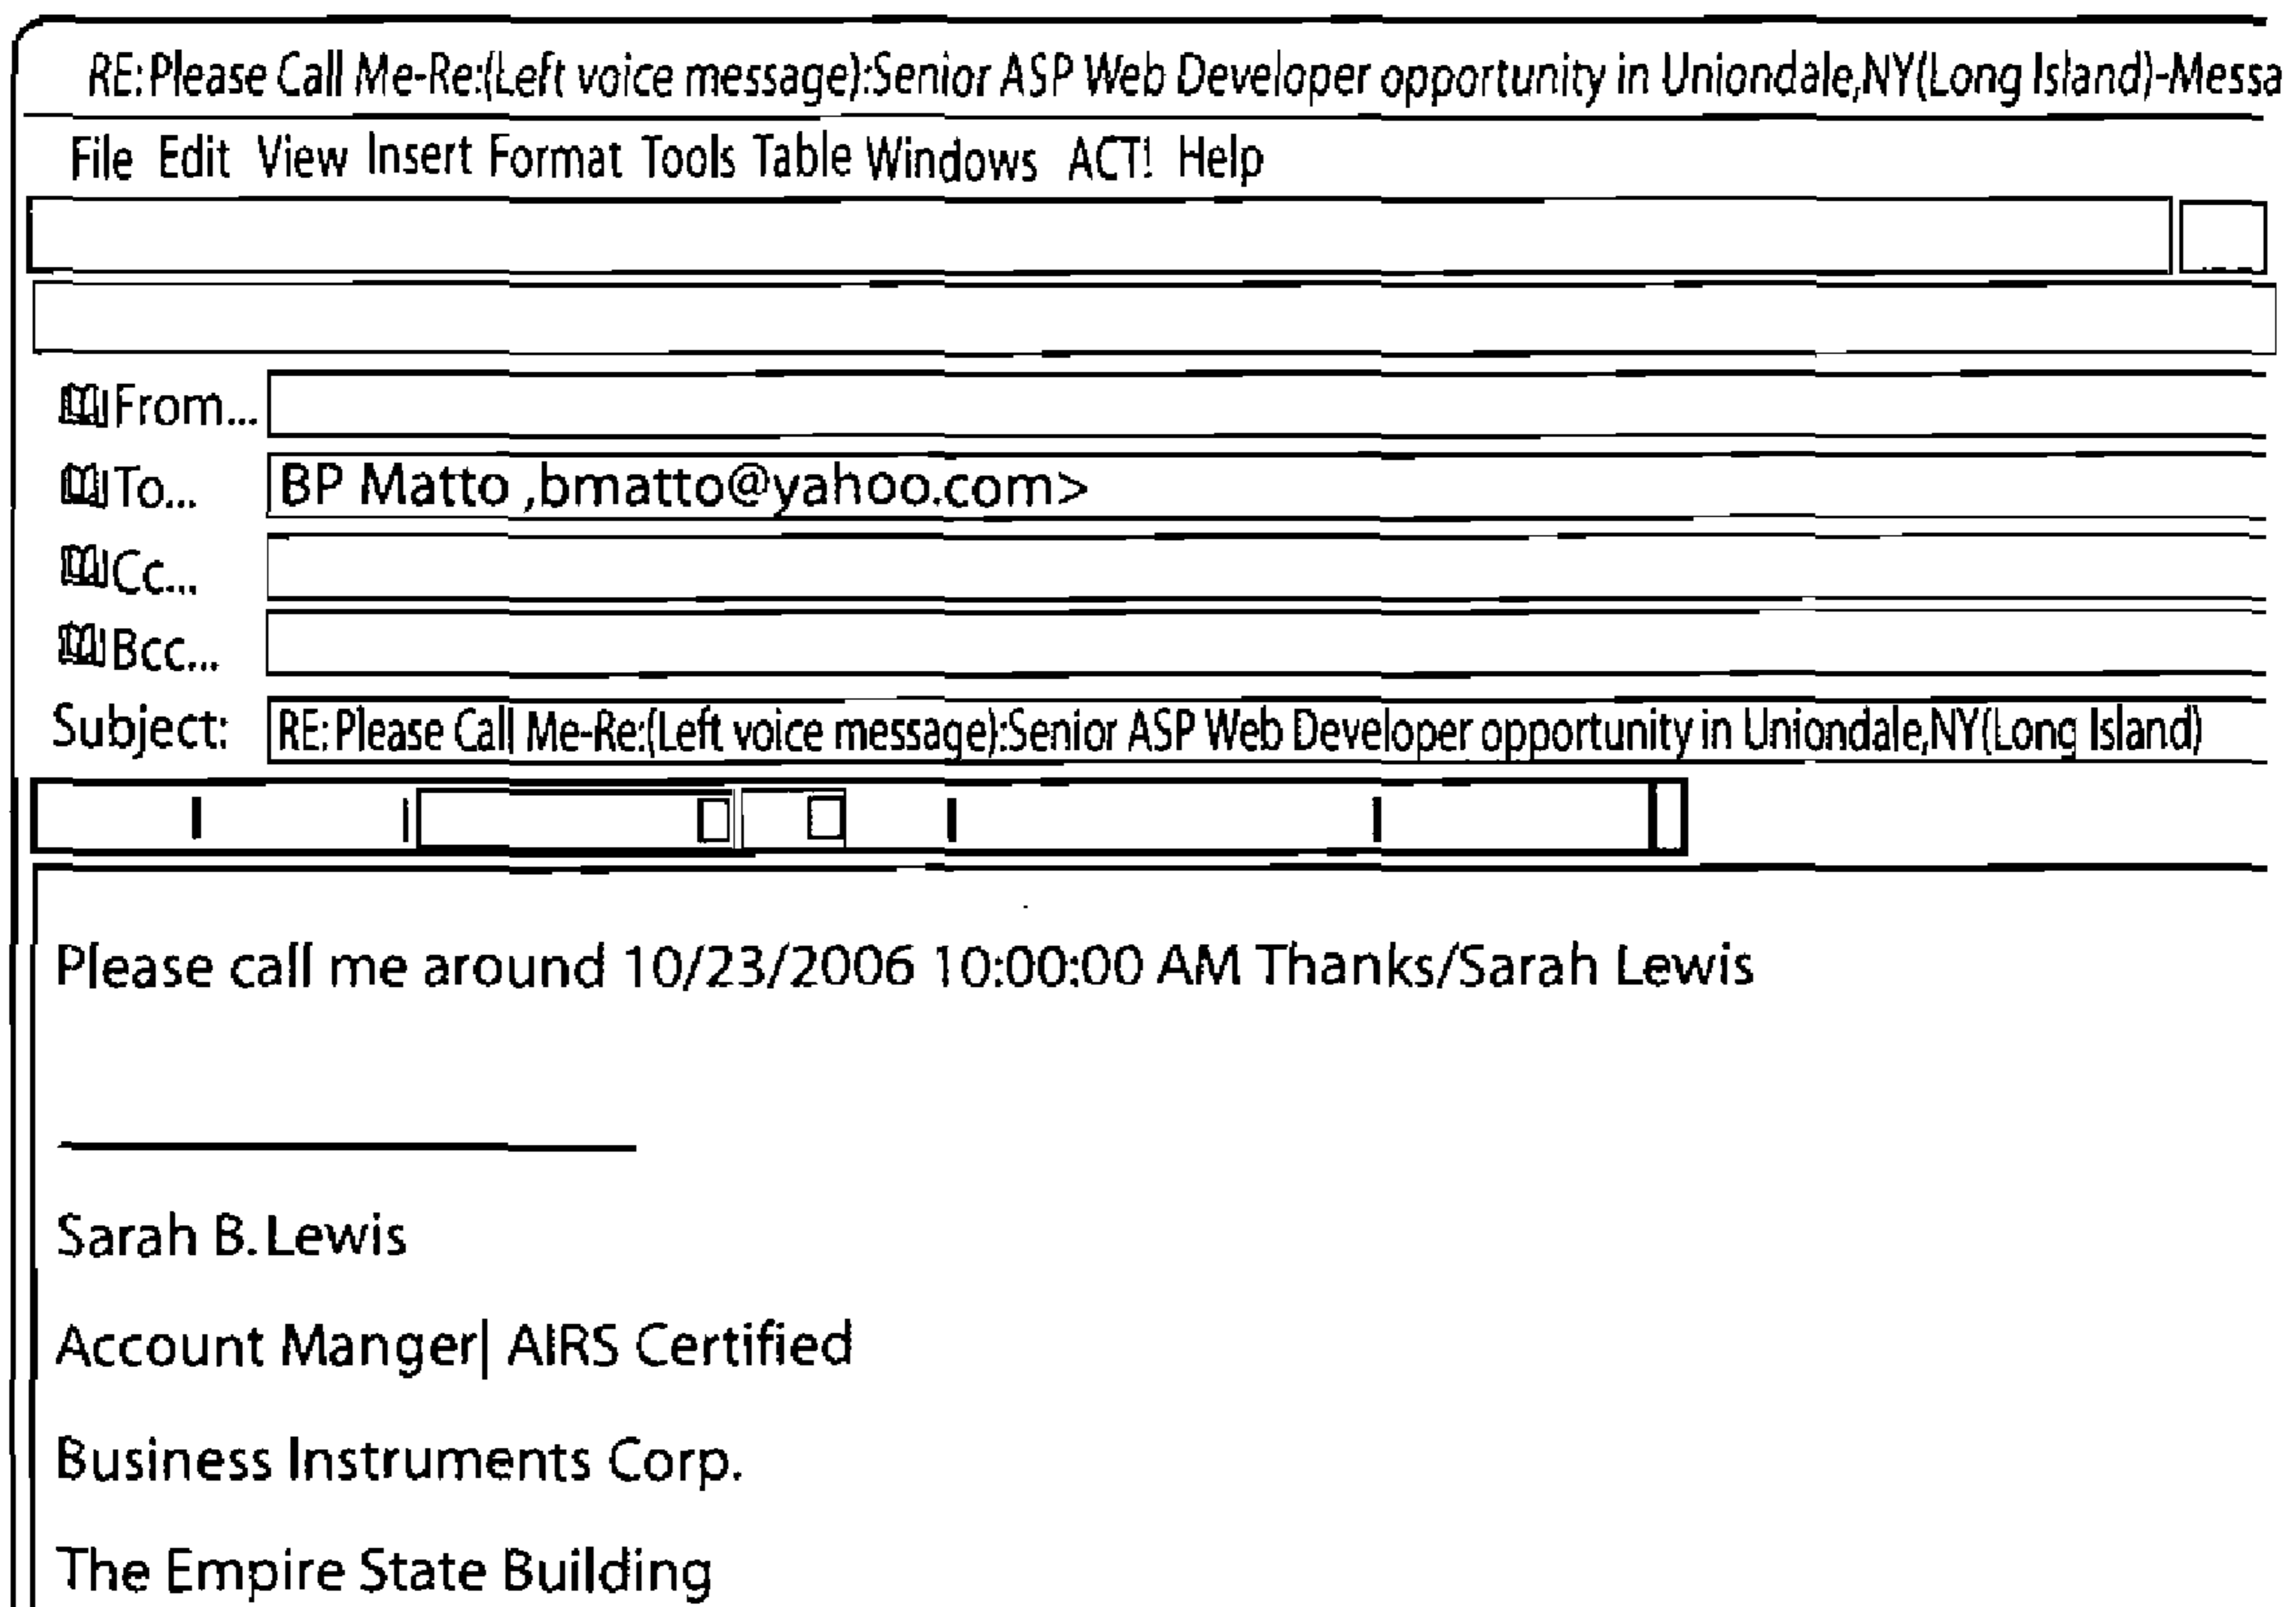 RE: Please Call Me-Re:(Left voice message):Senior ASP Web Developer opportunity in Uniondale,NY(Long Island)-Messa
File Edit View Insert Format Tools Table Windows ACT! Help
From...
To... BP Matto ,bmatto@yahoo.com>
Cc...
Bcc...
Subject: RE: Please Call Me-Re:(Left voice message):Senior ASP Web Developer opportunity in Uniondale,NY(Long Island)
Please call me around 10/23/2006 10:00:00 AM Thanks/Sarah Lewis
Sarah B. Lewis
Account Manger| AIRS Certified
Business Instruments Corp.
The Empire State Building